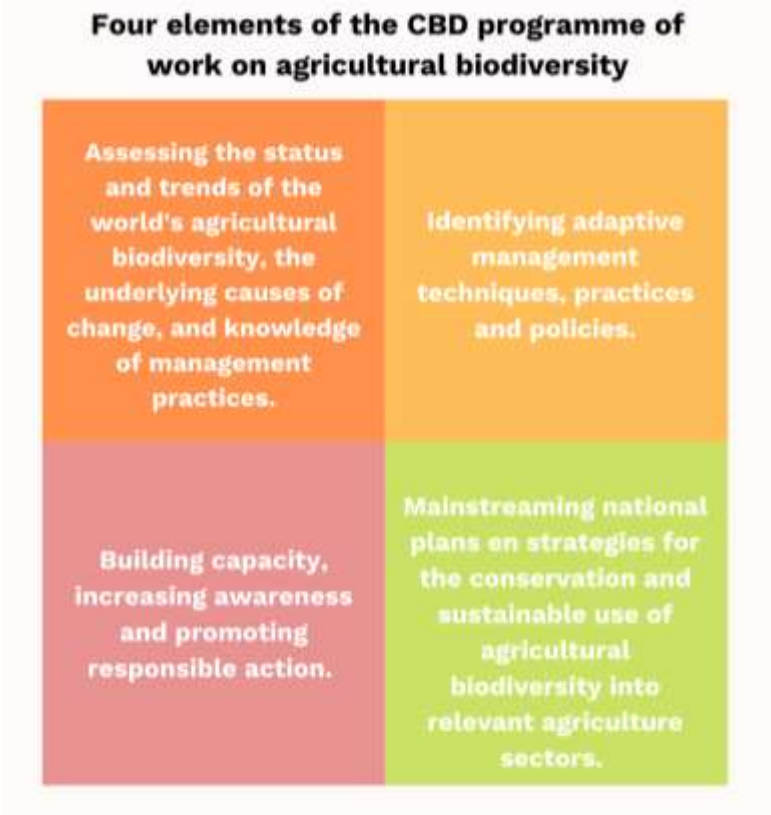 Four elements of the CBD programme of
work on agricultural biodiversity
Assessing the status
and trends of the
world's agricultural
biodiversity, the
underlying causes of
change, and knowledge
of management
practices.
Identifying adaptive
management
techniques, practices
and policies.
Building capacity,
increasing awareness
and promoting
responsible action.
Mainstreaming national
plans en strategies for
the conservation and
sustainable use of
agricultural
biodiversity into
relevant agriculture
sectors.